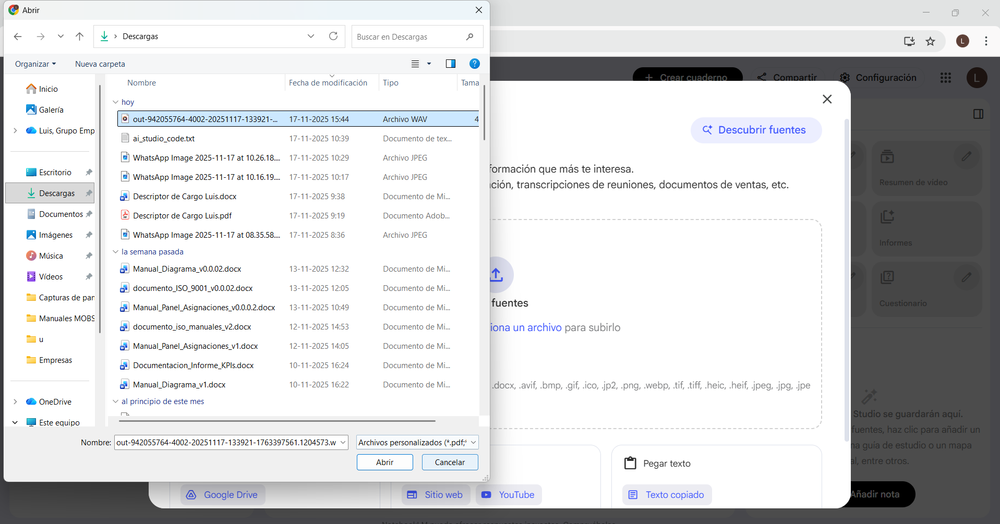 Abrir
Descargas
Buscar en Descargas
Organizar
Nueva carpeta
Nombre
Fecha de modificación
Tipo
Tama
Inicio
Galería
Luis, Grupo Emp
Escritorio
Descargas
Documentos
Imágenes
Música
Vídeos
Capturas de pan
Manuales MOBS
u
Empresas
OneDrive
Este equipo
hoy
out-942055764-4002-20251117-133921-... 17-11-2025 15:44 Archivo WAV 4
ai_studio_code.txt 17-11-2025 10:39 Documento de tex...
WhatsApp Image 2025-11-17 at 10.26.18.... 17-11-2025 10:29 Archivo JPEG
WhatsApp Image 2025-11-17 at 10.16.19.... 17-11-2025 10:17 Archivo JPEG
Descriptor de Cargo Luis.docx 17-11-2025 9:38 Documento de Mi...
Descriptor de Cargo Luis.pdf 17-11-2025 9:19 Documento Adob...
WhatsApp Image 2025-11-17 at 08.35.58.... 17-11-2025 8:36 Archivo JPEG
la semana pasada
Manual_Diagrama_v0.0.02.docx 13-11-2025 12:32 Documento de Mi...
documento_ISO_9001_v0.0.02.docx 13-11-2025 12:05 Documento de Mi...
Manual_Panel_Asignaciones_v0.0.0.2.docx 13-11-2025 10:49 Documento de Mi...
documento_iso_manuales_v2.docx 12-11-2025 14:53 Documento de Mi...
Manual_Panel_Asignaciones_v1.docx 12-11-2025 14:05 Documento de Mi...
Documentacion_Informe_KPIs.docx 10-11-2025 16:24 Documento de Mi...
Manual_Diagrama_v1.docx 10-11-2025 16:22 Documento de Mi...
al principio de este mes
Nombre: out-942055764-4002-20251117-133921-1763397561.1204573.w
Archivos personalizados (*.pdf;*
Abrir
Cancelar
L
Crear cuaderno
Compartir
Configuración
L
Descubrir fuentes
formación que más te interesa.
ción, transcripciones de reuniones, documentos de ventas, etc.
fuentes
iona un archivo para subirlo
.docx, .avif, .bmp, .gif, .ico, .jp2, .png, .webp, .tif, .tiff, .heic, .heif, .jpeg, .jpg, .jpe
Google Drive
Sitio web
YouTube
Pegar texto
Texto copiado
Resumen de video
Informes
Cuestionario
Studio se guardarán aquí.
fuentes, haz clic para añadir un
na guía de estudio o un mapa
al, entre otros.
Añadir nota